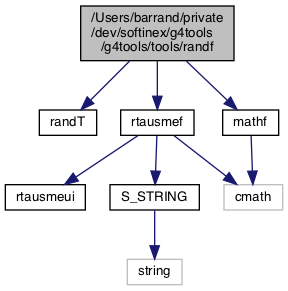 /Users/barrand/private
/dev/softinex/g4tools
/g4tools/tools/randf
randT
rtausmef
mathf
rtausmeui
S_STRING
cmath
string